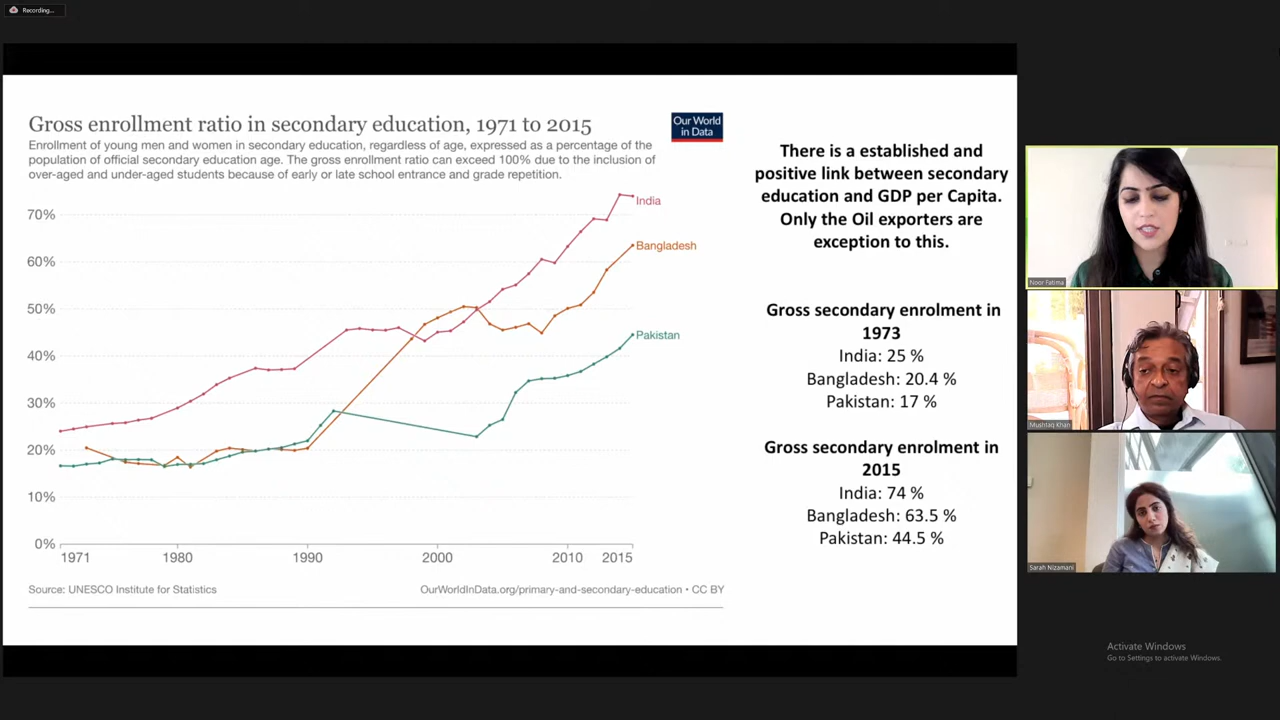 Recording...
Gross enrollment ratio in secondary education, 1971 to 2015
Our World
in Data
Enrollment of young men and women in secondary education, regardless of age, expressed as a percentage of the
population of official secondary education age. The gross enrollment ratio can exceed 100% due to the inclusion of
over-aged and under-aged students because of early or late school entrance and grade repetition.
70%
60%
50%
40%
30%
20%
10%
0%
India
Bangladesh
Pakistan
1971
1980
1990
2000
2010
2015
Source: UNESCO Institute for Statistics
OurWorldInData.org/primary-and-secondary-education • CC BY
There is a established and
positive link between secondary
education and GDP per Capita.
Only the Oil exporters are
exception to this.
Gross secondary enrolment in
1973
India: 25 %
Bangladesh: 20.4 %
Pakistan: 17 %
Gross secondary enrolment in
2015
India: 74 %
Bangladesh: 63.5 %
Pakistan: 44.5 %
Noor Fatima
Mushtaq Khan
Sarah Nizamani
Activate Windows
Go to Settings to activate Windows.